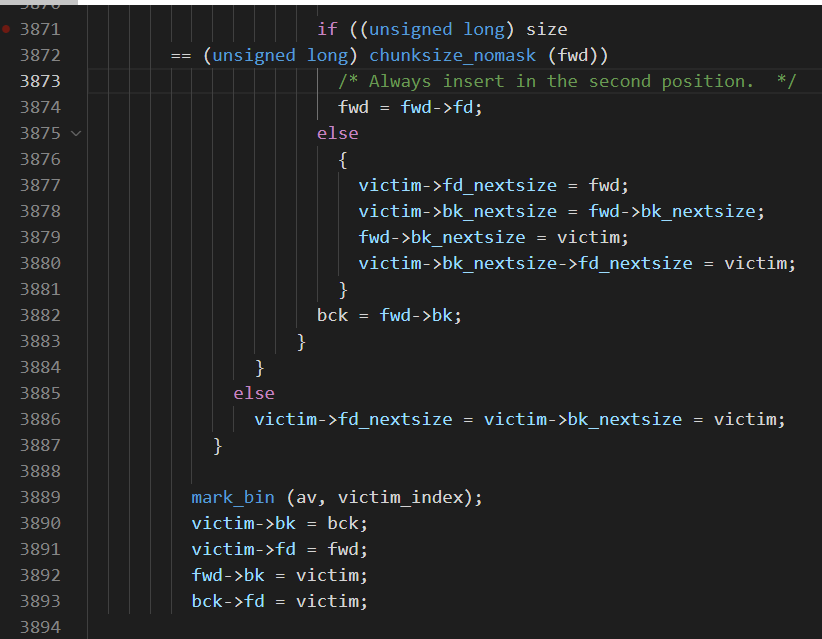 3870
3871 if ((unsigned long) size
3872 == (unsigned long) chunksize_nomask (fwd))
3873 /* Always insert in the second position.  */
3874 fwd = fwd->fd;
3875 else
3876 {
3877 victim->fd_nextsize = fwd;
3878 victim->bk_nextsize = fwd->bk_nextsize;
3879 fwd->bk_nextsize = victim;
3880 victim->bk_nextsize->fd_nextsize = victim;
3881 }
3882 bck = fwd->bk;
3883 }
3884 }
3885 else
3886 victim->fd_nextsize = victim->bk_nextsize = victim;
3887 }
3888
3889 mark_bin (av, victim_index);
3890 victim->bk = bck;
3891 victim->fd = fwd;
3892 fwd->bk = victim;
3893 bck->fd = victim;
3894